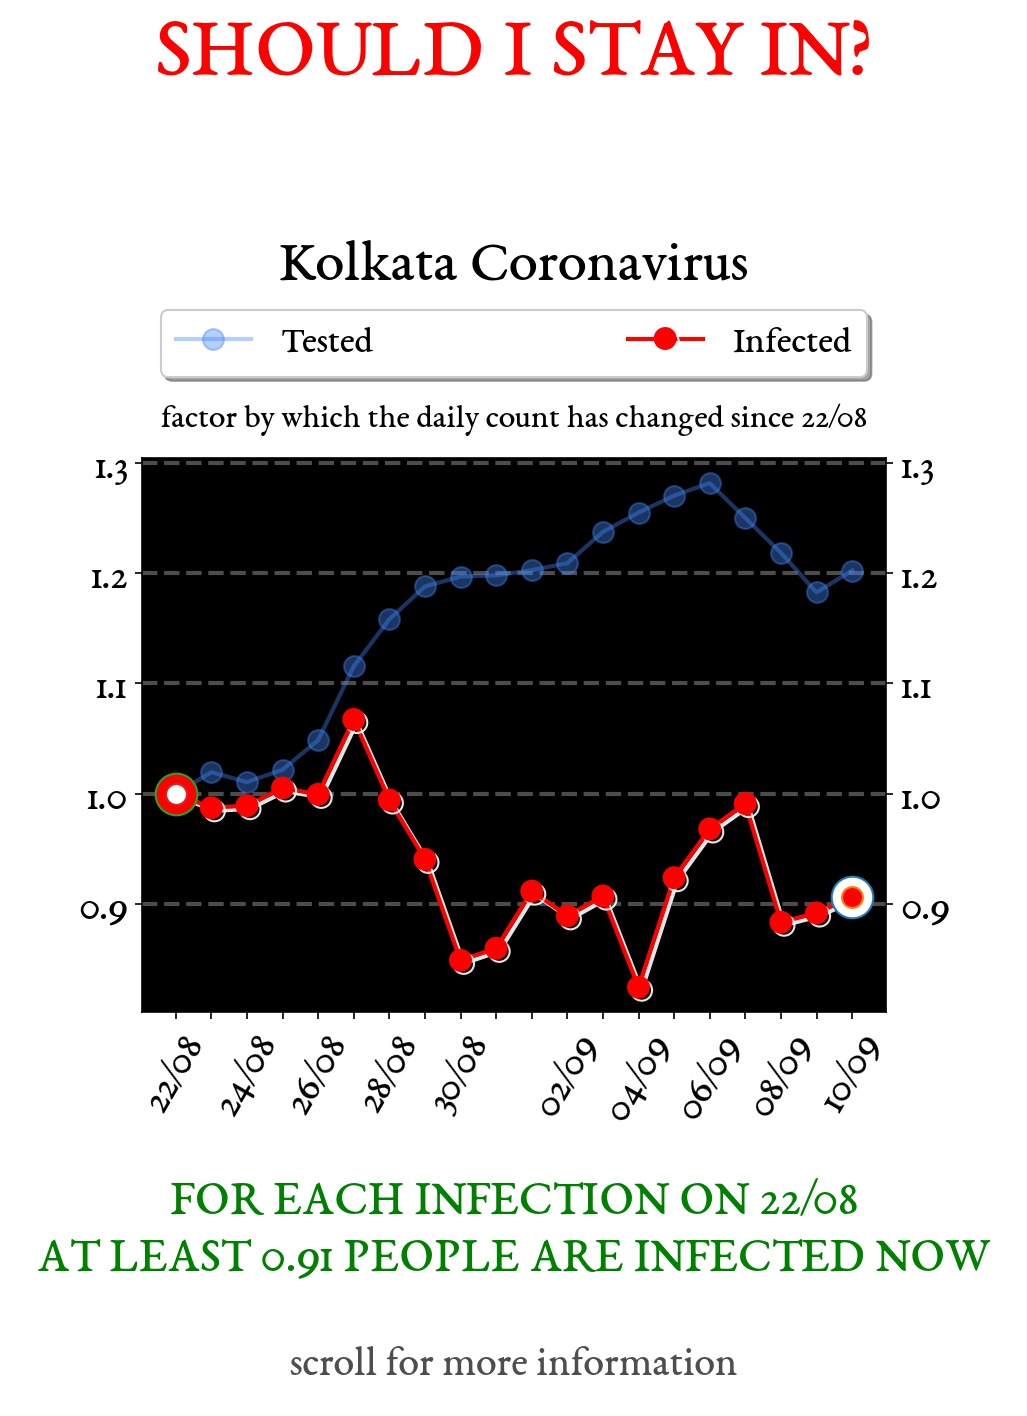 SHOULD I STAY IN?
Kolkata Coronavirus
Tested Infected
factor by which the daily count has changed since 22/08
1.3 1.3
1.2 1.2
1.1 1.1
1.0 1.0
0.9 0.9
22/08 24/08 26/08 28/08 30/08 02/09 04/09 06/09 08/09 10/09
FOR EACH INFECTION ON 22/08
AT LEAST 0.91 PEOPLE ARE INFECTED NOW
scroll for more information